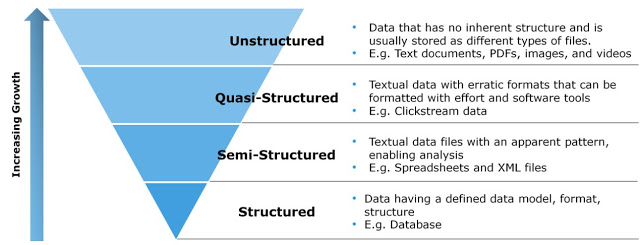 Increasing Growth
Unstructured
• Data that has no inherent structure and is
usually stored as different types of files.
• E.g. Text documents, PDFs, images, and videos
Quasi-Structured
• Textual data with erratic formats that can be
formatted with effort and software tools
• E.g. Clickstream data
Semi-Structured
• Textual data files with an apparent pattern,
enabling analysis
• E.g. Spreadsheets and XML files
Structured
• Data having a defined data model, format,
structure
• E.g. Database